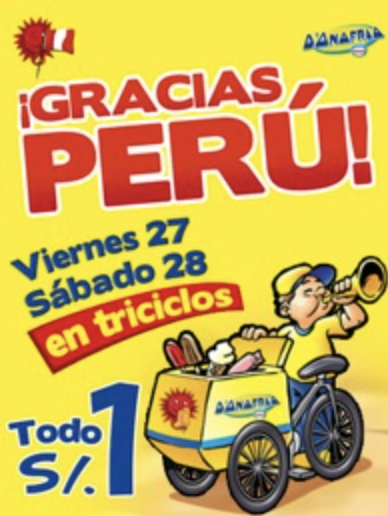 D'ONOFRIO
¡GRACIAS
PERÚ!
Viernes 27
Sábado 28
en triciclos
D'ONOFRIO
Todo
S/. 1